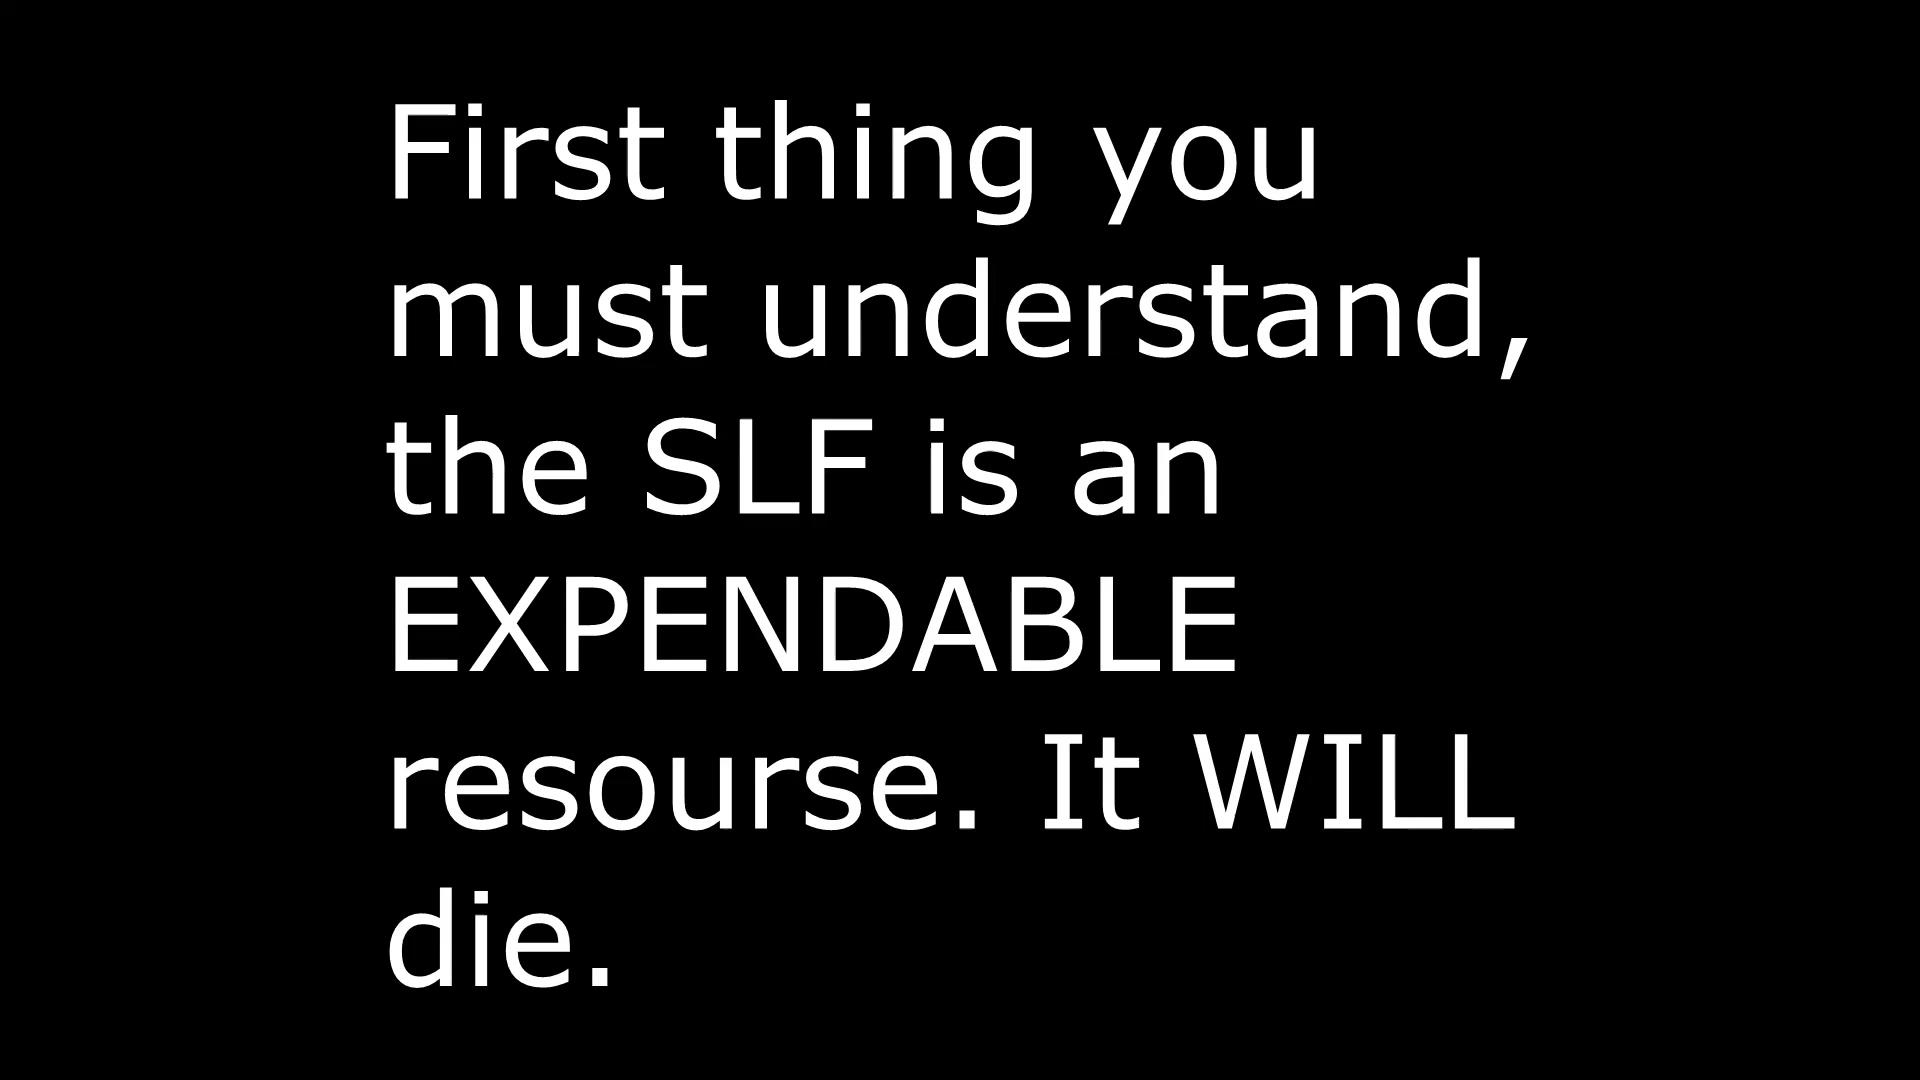 First thing you
must understand,
the SLF is an
EXPENDABLE
resourse. It WILL
die.